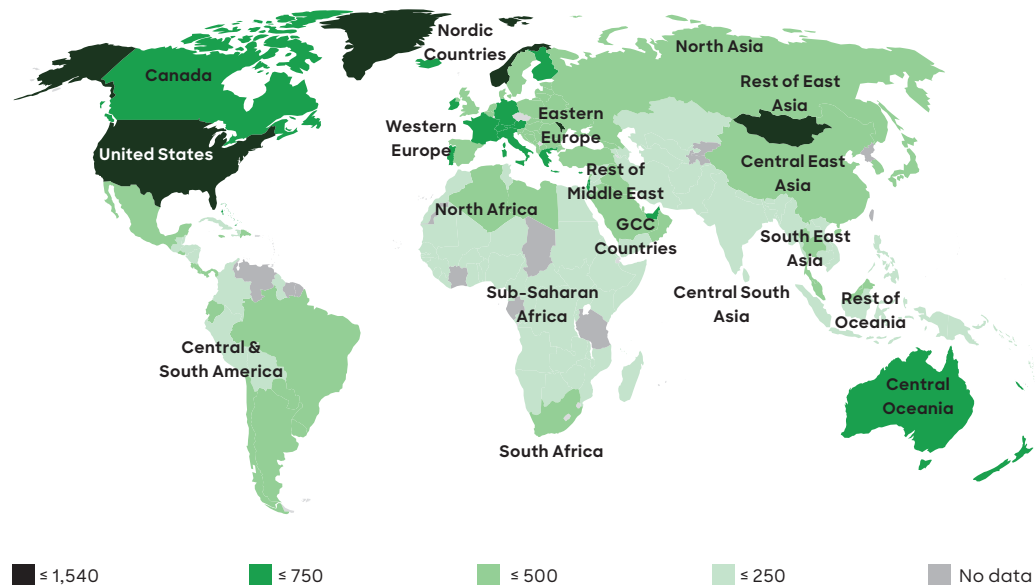 Nordic
Countries
North Asia
Canada
Rest of East
Asia
Eastern
Europe
Western
Europe
United States
Central East
Asia
Rest of
Middle East
North Africa
GCC
Countries
South East
Asia
Sub-Saharan
Africa
Central South
Asia
Rest of
Oceania
Central &
South America
Central
Oceania
South Africa
≤ 1,540
≤ 750
≤ 500
≤ 250
No data